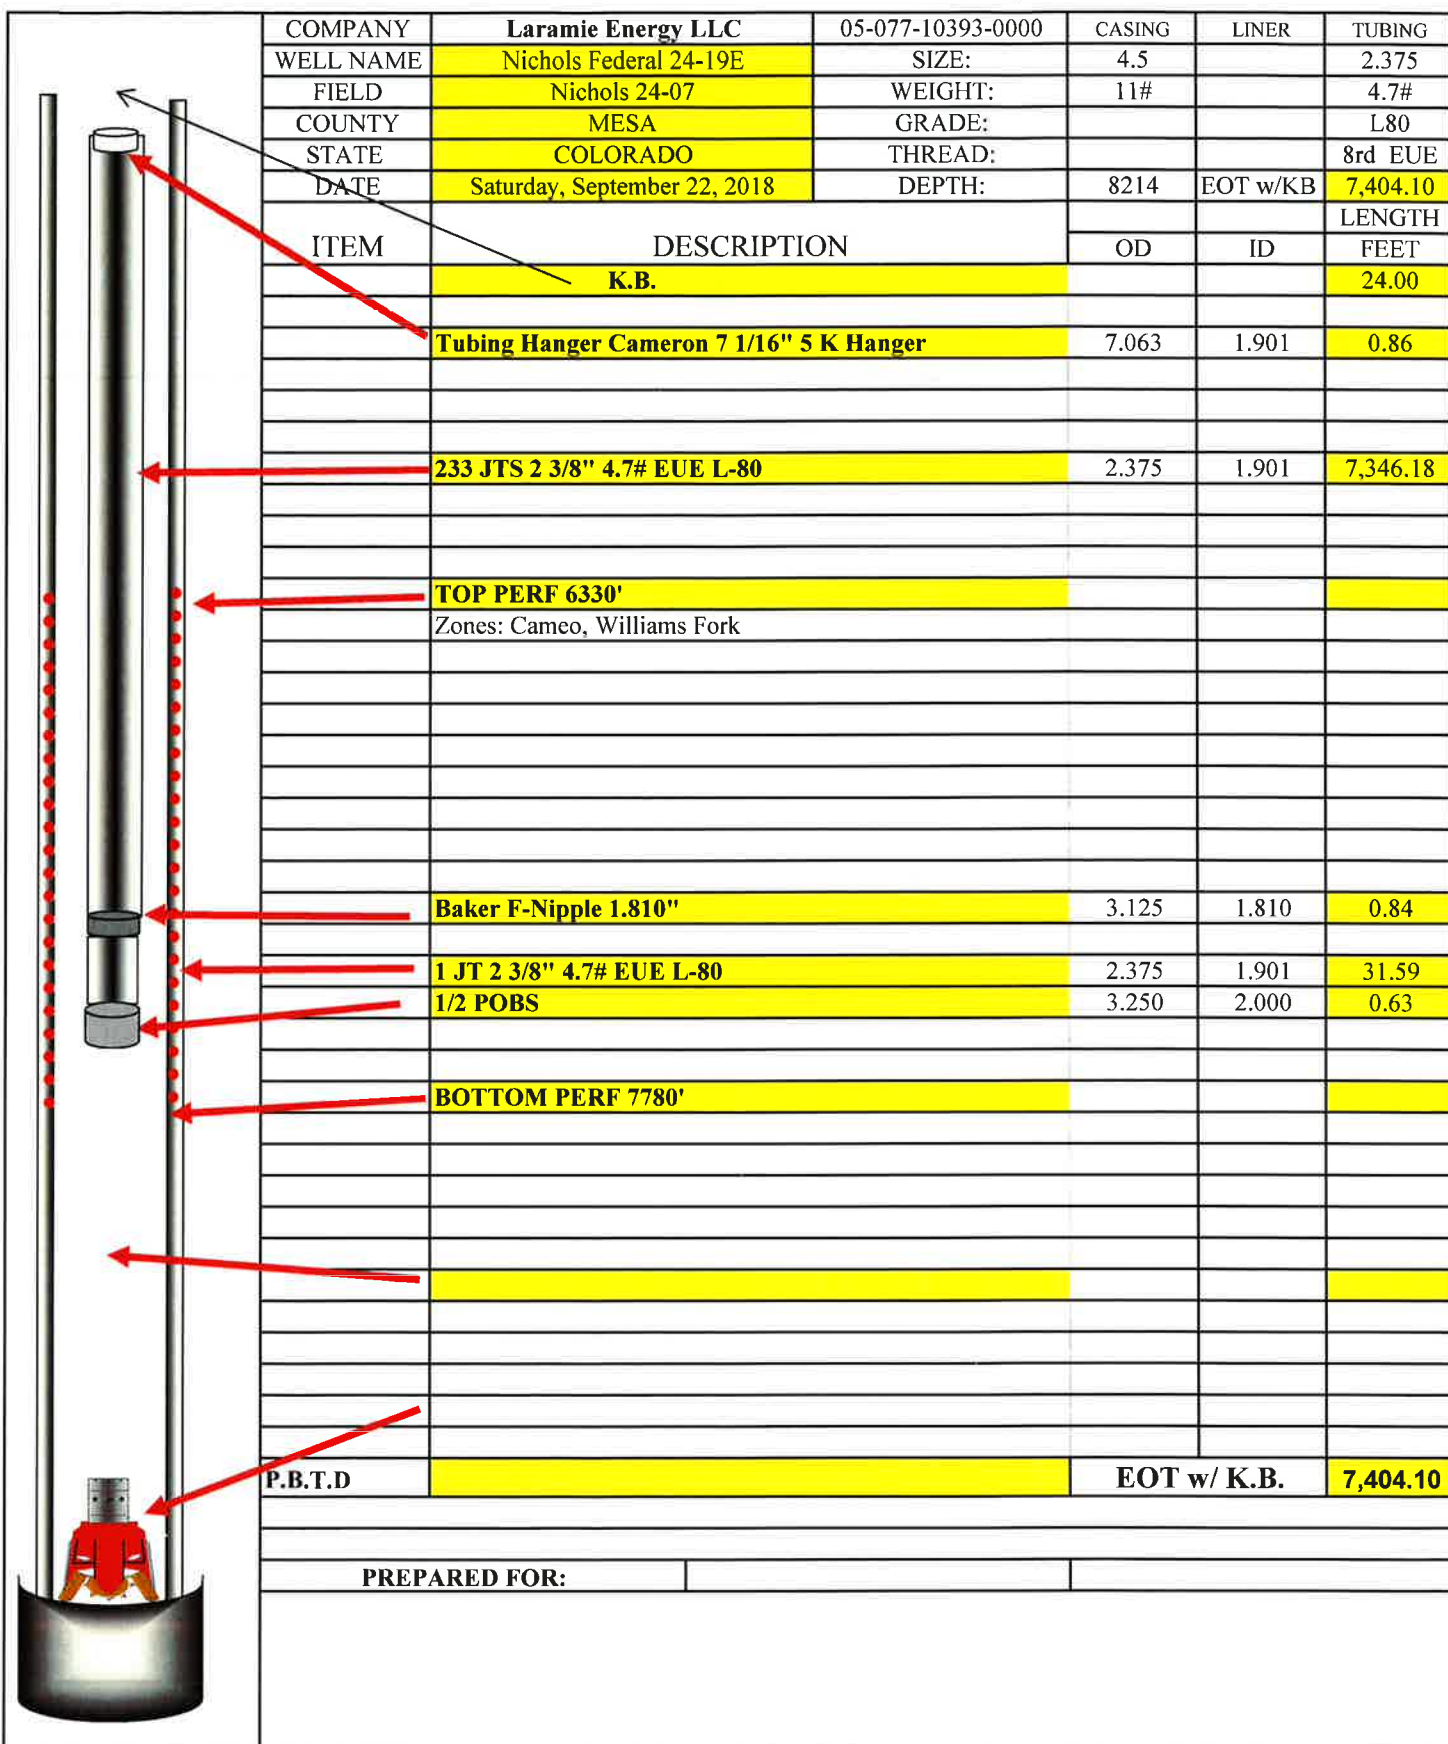 COMPANY Laramie Energy LLC 05-077-10393-0000 CASING LINER TUBING
WELL NAME Nichols Federal 24-19E SIZE: 4.5 2.375
FIELD Nichols 24-07 WEIGHT: 11# 4.7#
COUNTY MESA GRADE: L80
STATE COLORADO THREAD: 8rd EUE
DATE Saturday, September 22, 2018 DEPTH: 8214 EOT w/KB 7,404.10
LENGTH
ITEM DESCRIPTION OD ID FEET
K.B. 24.00
Tubing Hanger Cameron 7 1/16" 5 K Hanger 7.063 1.901 0.86
233 JTS 2 3/8" 4.7# EUE L-80 2.375 1.901 7,346.18
TOP PERF 6330'
Zones: Cameo, Williams Fork
Baker F-Nipple 1.810" 3.125 1.810 0.84
1 JT 2 3/8" 4.7# EUE L-80 2.375 1.901 31.59
1/2 POBS 3.250 2.000 0.63
BOTTOM PERF 7780'
P.B.T.D EOT w/ K.B. 7,404.10
PREPARED FOR: